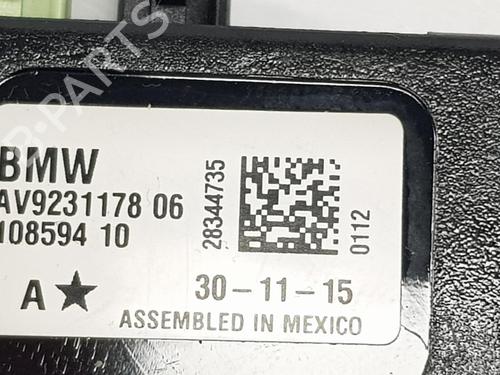 BMW
AV9231178 06
108594 10
28344735
0112
A★
30-11-15
ASSEMBLED IN MEXICO